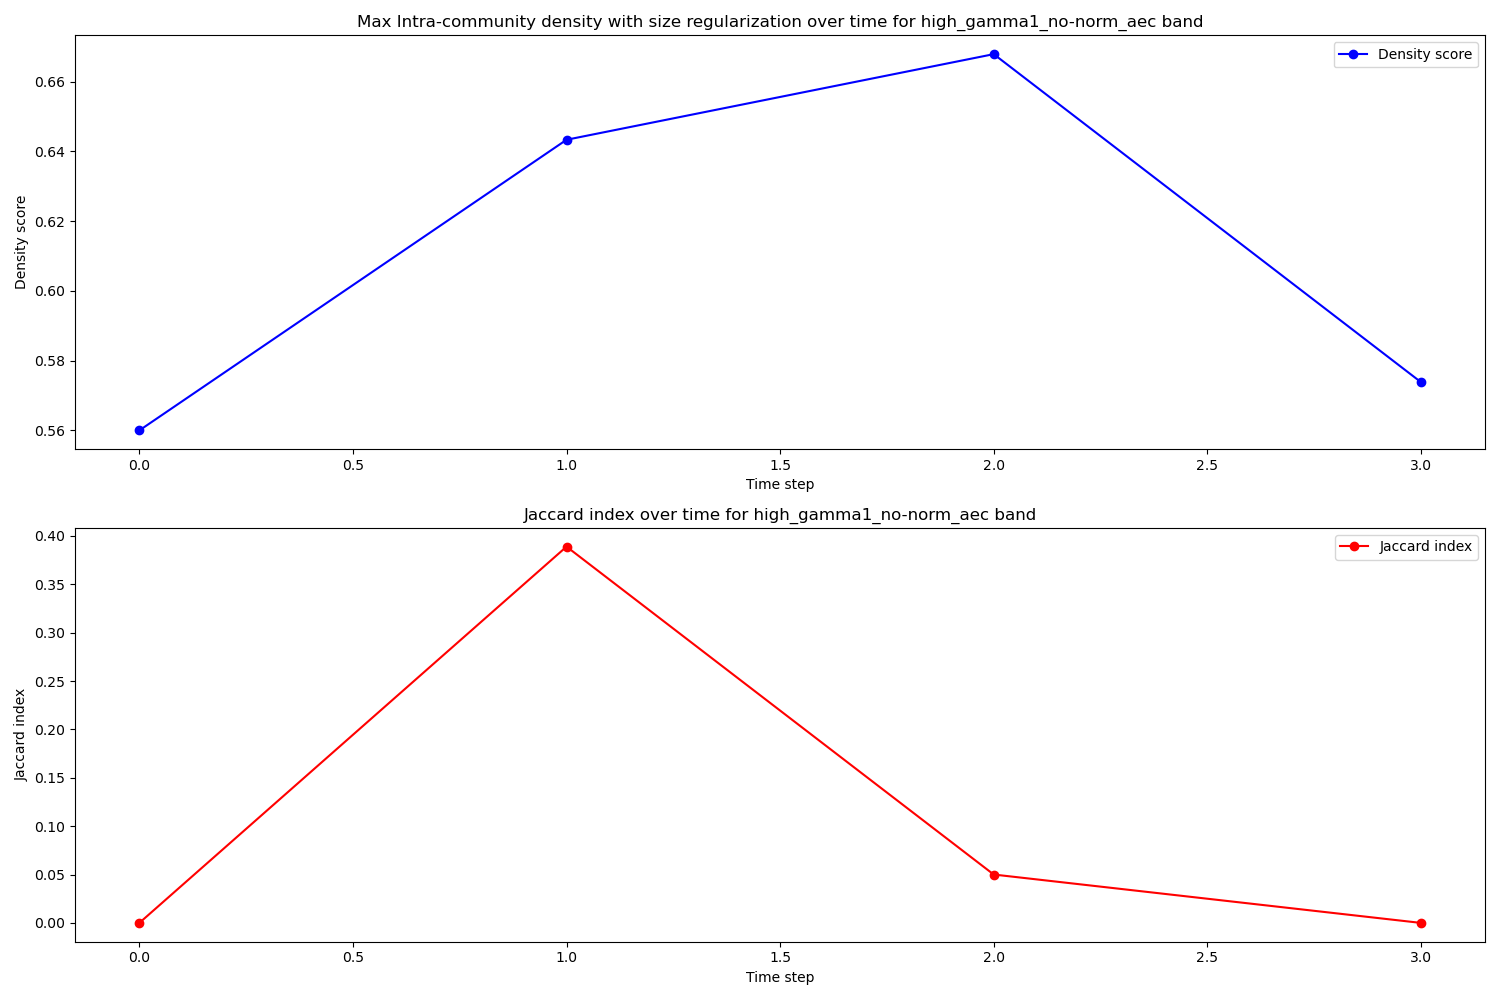 Max Intra-community density with size regularization over time for high_gamma1_no-norm_aec band
Density score
0.66
0.64
0.62
0.60
0.58
0.56
Density score
0.0 0.5 1.0 1.5 2.0 2.5 3.0
Time step
Jaccard index over time for high_gamma1_no-norm_aec band
Jaccard index
0.40
0.35
0.30
0.25
0.20
0.15
0.10
0.05
0.00
Jaccard index
0.0 0.5 1.0 1.5 2.0 2.5 3.0
Time step